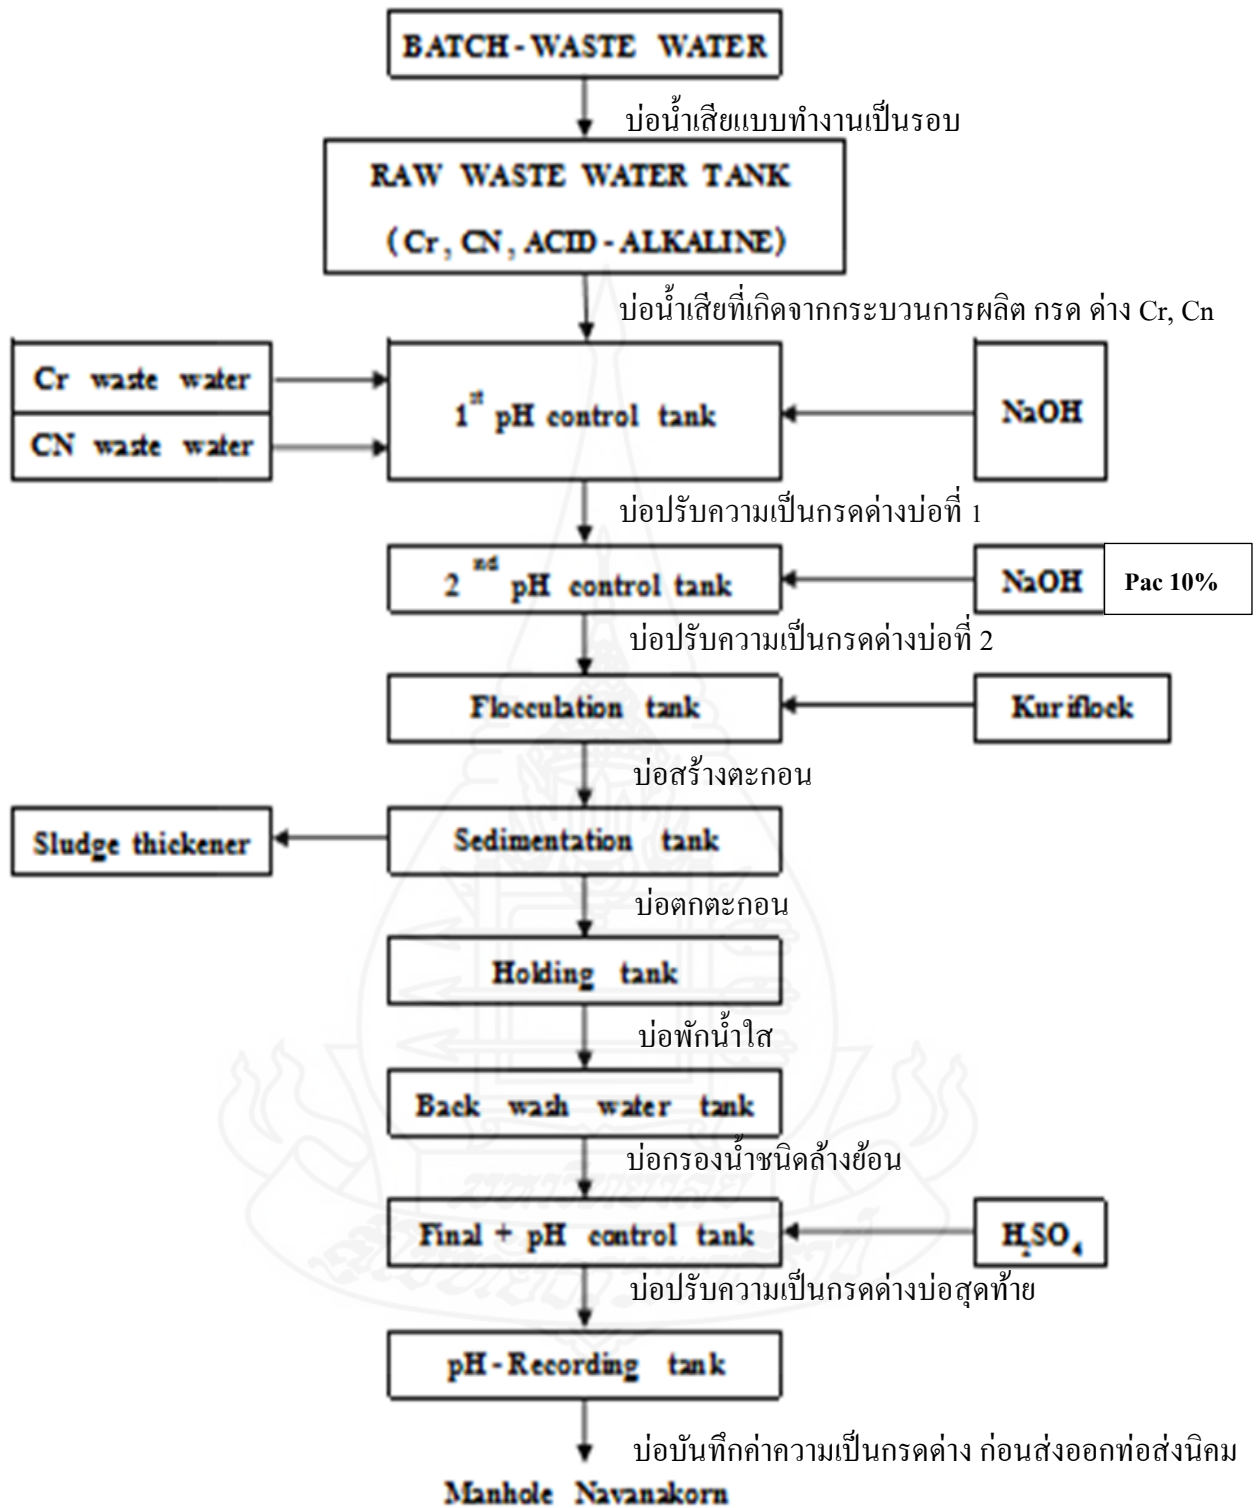 BATCH - WASTE WATER
บ่อน้ำเสียแบบทำงานเป็นรอบ
RAW WASTE WATER TANK
( Cr , CN , ACID - ALKALINE)
บ่อน้ำเสียที่เกิดจากกระบวนการผลิต กรด ด่าง Cr, Cn
Cr waste water
CN waste water
1st pH control tank
NaOH
บ่อปรับความเป็นกรดด่างบ่อที่ 1
2 nd pH control tank
NaOH
Pac 10%
บ่อปรับความเป็นกรดด่างบ่อที่ 2
Flocculation tank
Kuriflock
บ่อสร้างตะกอน
Sludge thickener
Sedimentation tank
บ่อตกตะกอน
Holding tank
บ่อพักน้ำใส
Back wash water tank
บ่อกรองน้ำชนิดล้างย้อน
Final + pH control tank
H2SO4
บ่อปรับความเป็นกรดด่างบ่อสุดท้าย
pH - Recording tank
บ่อบันทึกค่าความเป็นกรดด่าง ก่อนส่งออกท่อส่งนิคม
Manhole Navanakorn